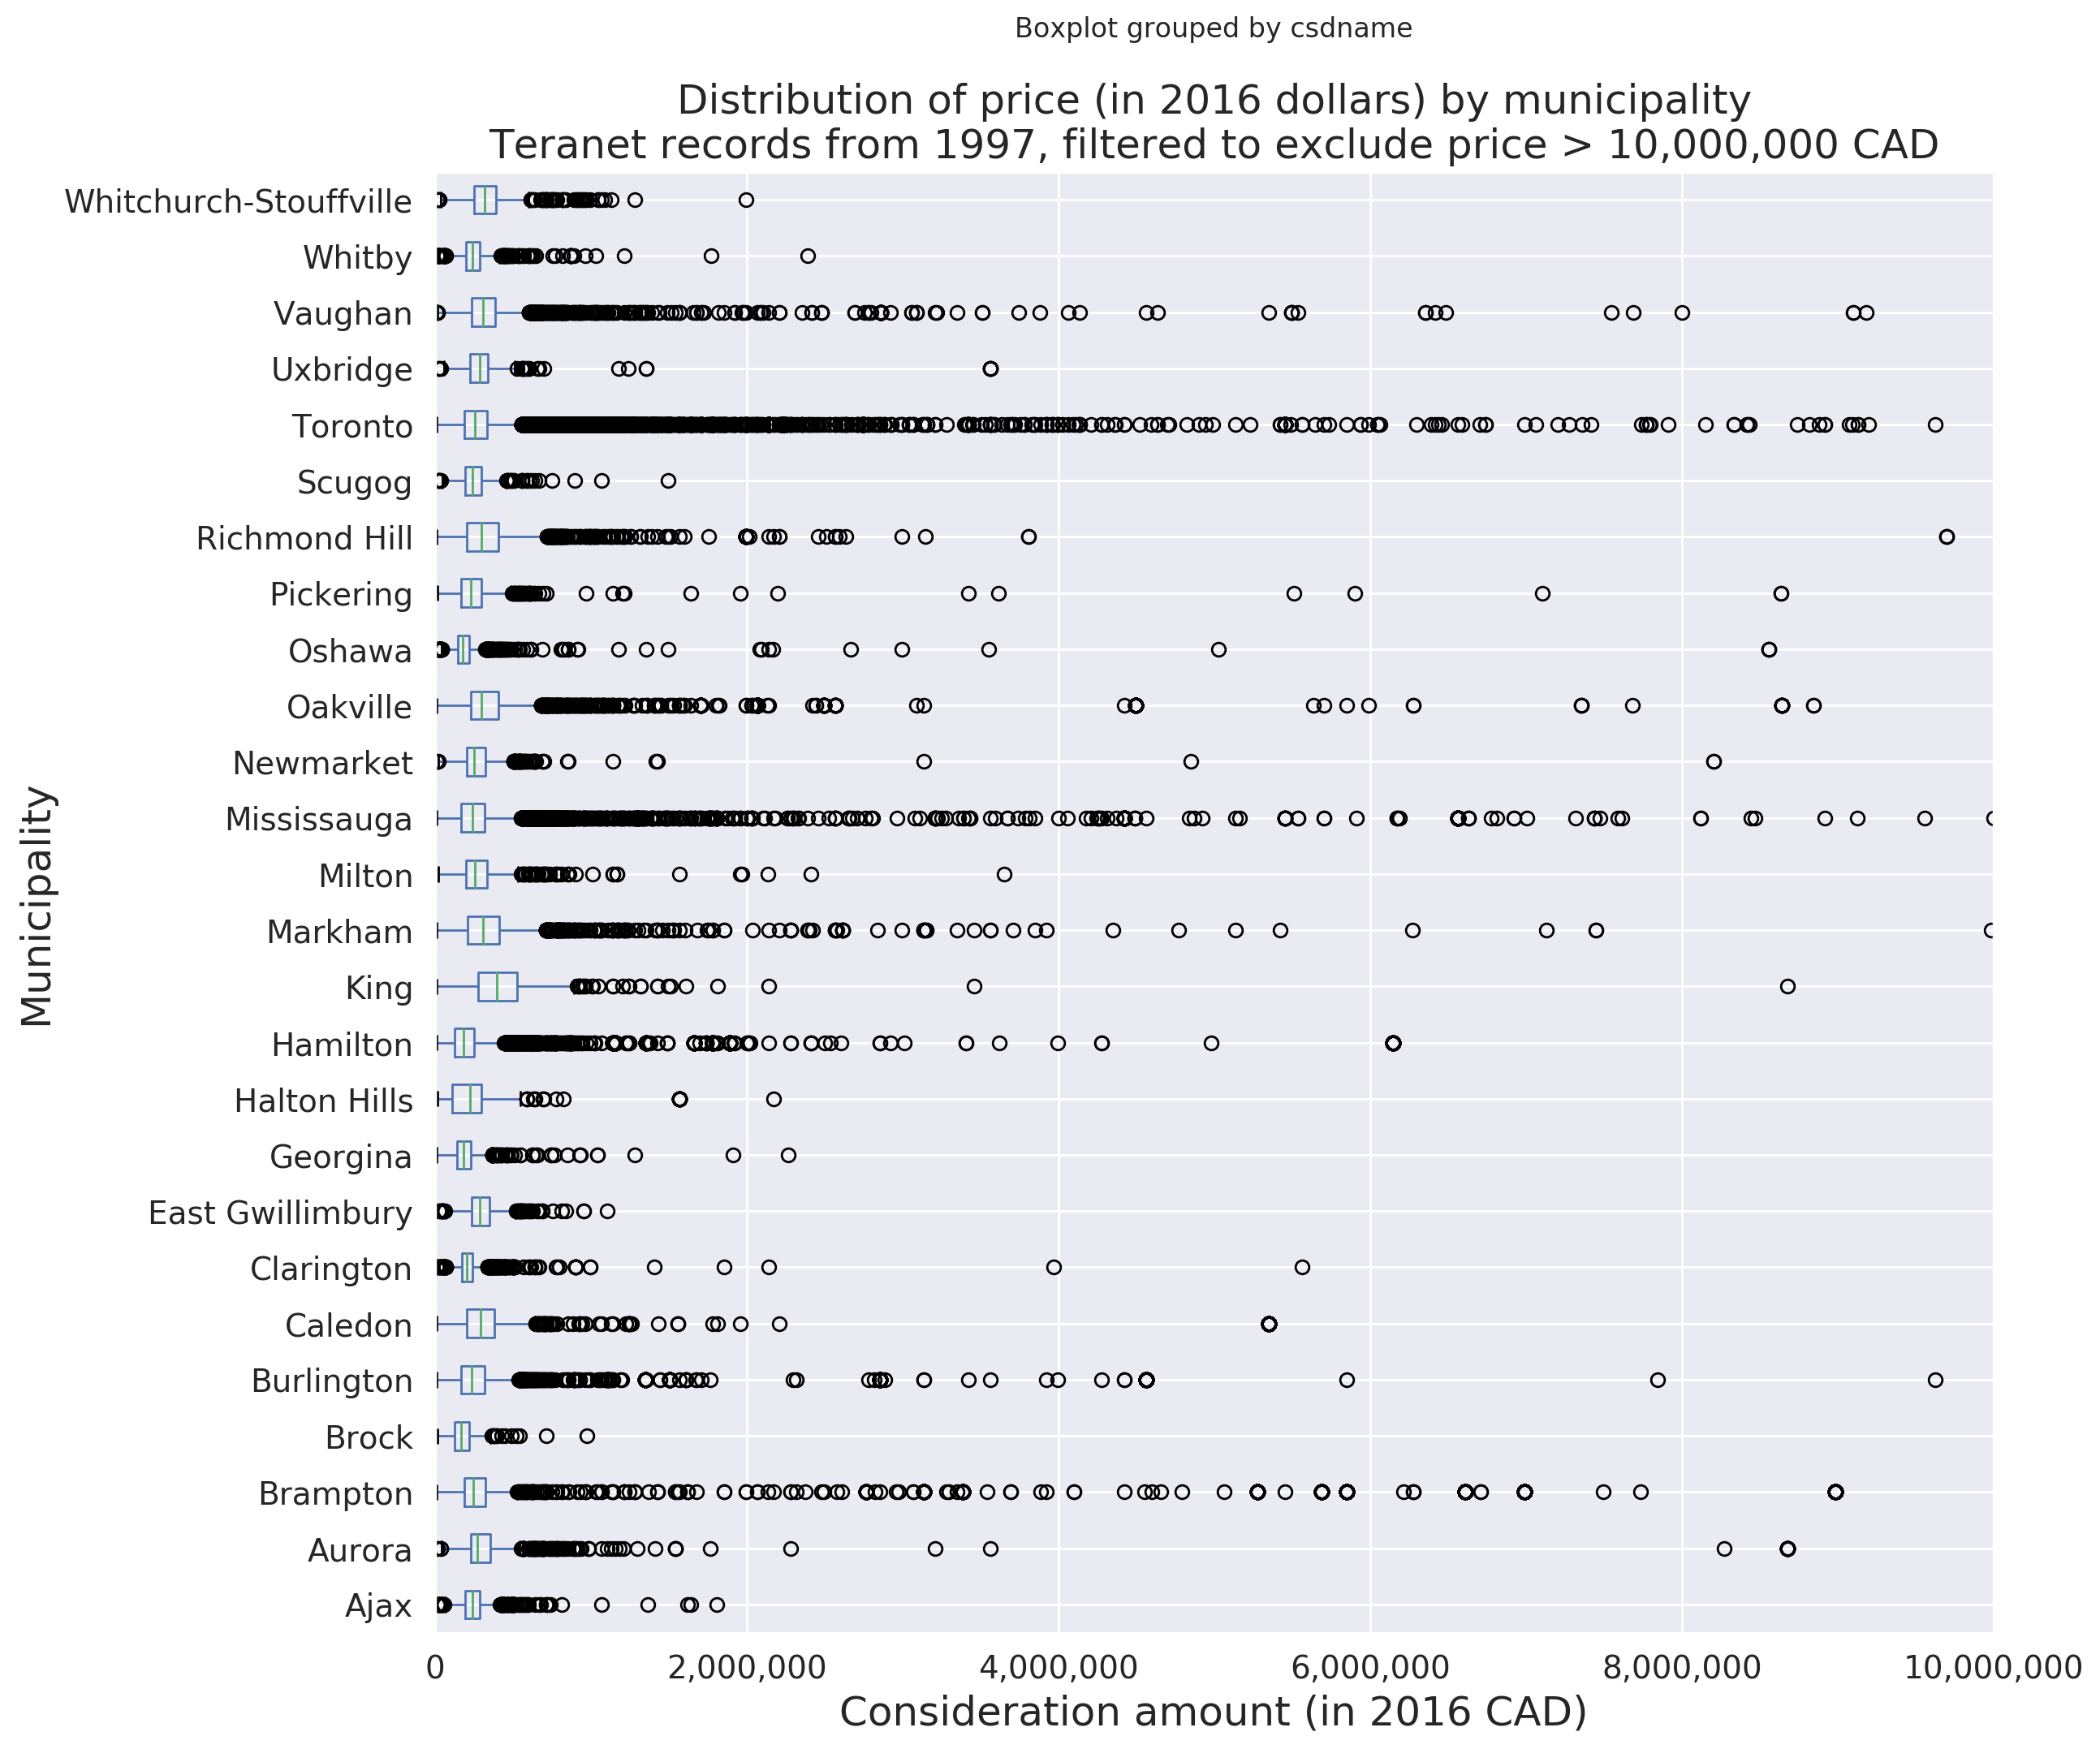 Boxplot grouped by csdname
Distribution of price (in 2016 dollars) by municipality
Teranet records from 1997, filtered to exclude price > 10,000,000 CAD
Municipality
Whitchurch-Stouffville
Whitby
Vaughan
Uxbridge
Toronto
Scugog
Richmond Hill
Pickering
Oshawa
Oakville
Newmarket
Mississauga
Milton
Markham
King
Hamilton
Halton Hills
Georgina
East Gwillimbury
Clarington
Caledon
Burlington
Brock
Brampton
Aurora
Ajax
0 2,000,000 4,000,000 6,000,000 8,000,000 10,000,000
Consideration amount (in 2016 CAD)